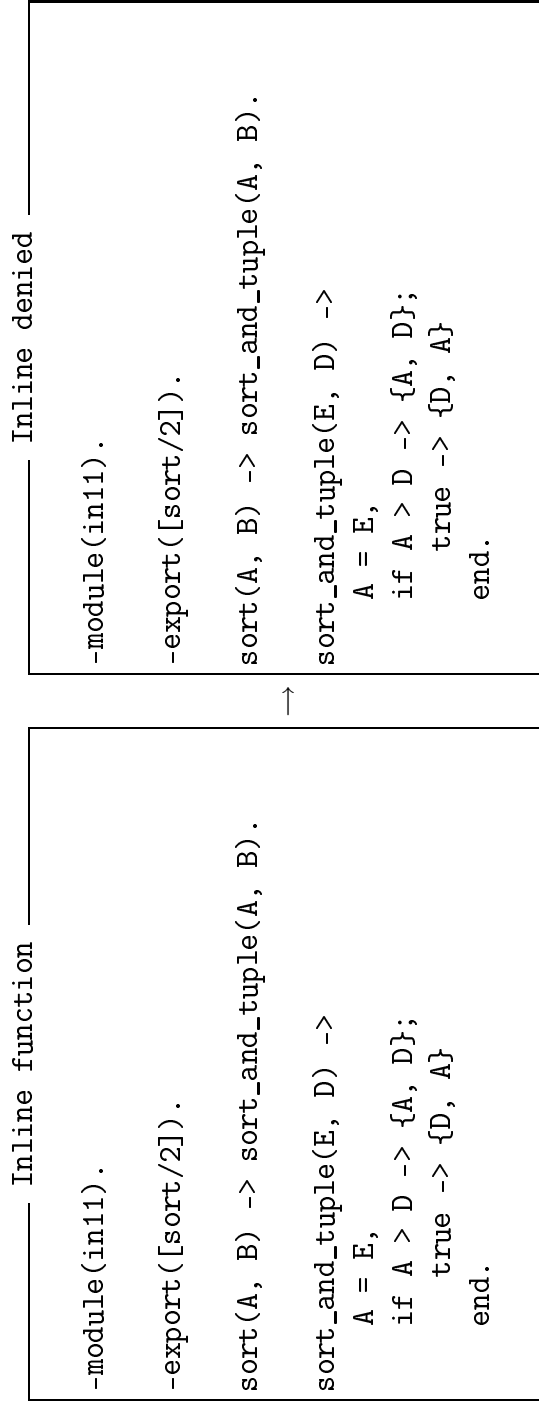 Inline function
-module(in11).
-export([sort/2]).
sort(A, B) -> sort_and_tuple(A, B).
sort_and_tuple(E, D) ->
A = E,
if A > D -> {A, D};
true -> {D, A}
end.
→
Inline denied
-module(in11).
-export([sort/2]).
sort(A, B) -> sort_and_tuple(A, B).
sort_and_tuple(E, D) ->
A = E,
if A > D -> {A, D};
true -> {D, A}
end.